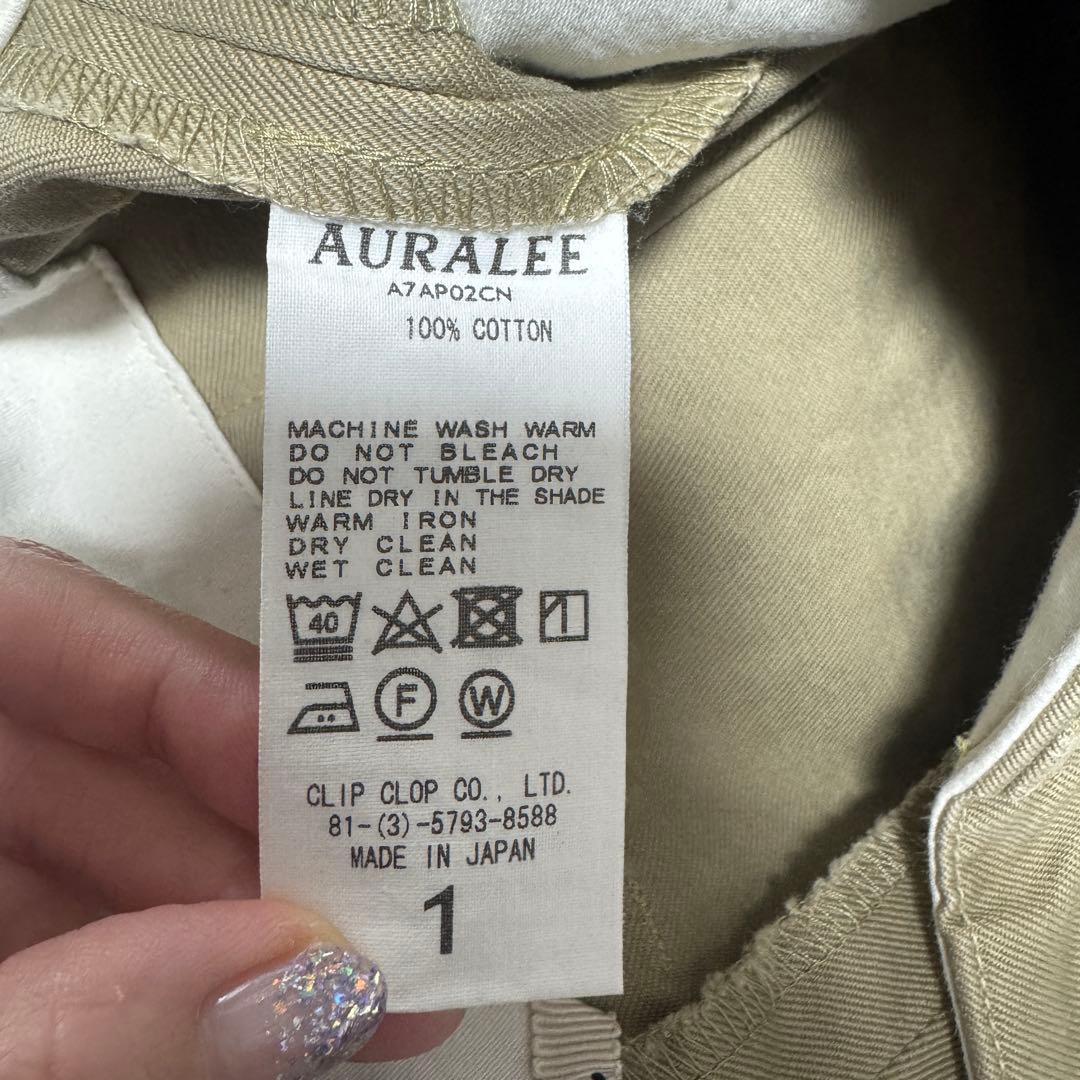 AURALEE
A7AP02CN
100% COTTON
MACHINE WASH WARM
DO NOT BLEACH
DO NOT TUMBLE DRY
LINE DRY IN THE SHADE
WARM IRON
DRY CLEAN
WET CLEAN
40
F W
CLIP CLOP CO., LTD.
81-(3)-5793-8588
MADE IN JAPAN
1